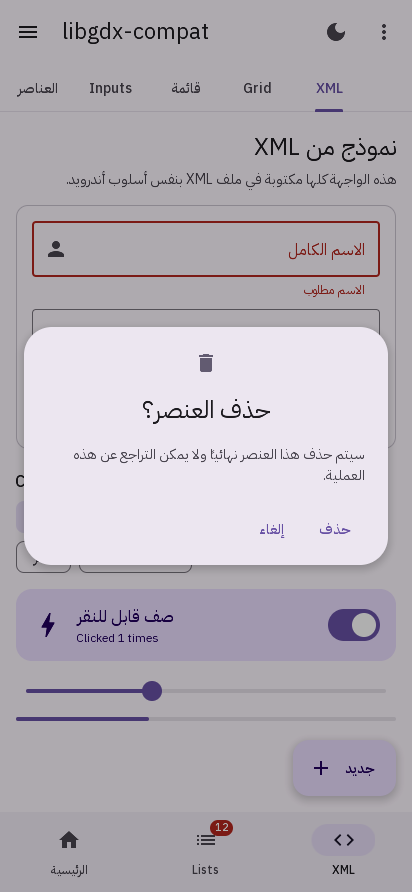 libgdx-compat
العناصر
Inputs
قائمة
Grid
XML
نموذج من XML
هذه الواجهة كلها مكتوبة في ملف XML بنفس أسلوب أندرويد.
الاسم الكامل
الاسم مطلوب
حذف العنصر؟
سيتم حذف هذا العنصر نهائيًا ولا يمكن التراجع عن هذه
العملية.
حذف
إلغاء
صف قابل للنقر
Clicked 1 times
جديد
12
الرئيسية
Lists
XML